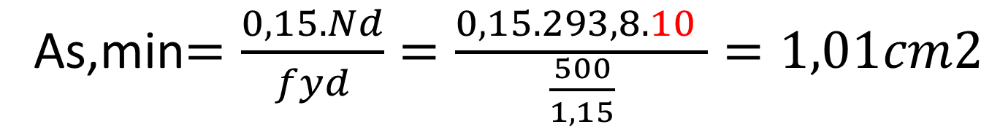 As,min= 0,15.Nd / fyd = 0,15.293,8.10 / (500 / 1,15) = 1,01cm2